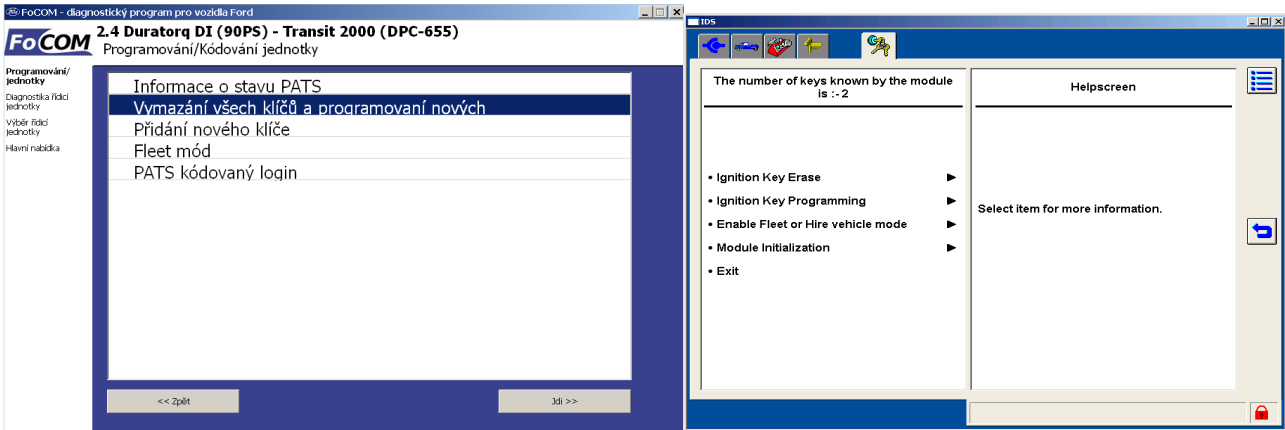 FoCOM - diagnostický program pro vozidla Ford
FoCOM
2.4 Duratorq DI (90PS) - Transit 2000 (DPC-655)
Programování/Kódování jednotky
Programování/
jednotky
Diagnostika řídicí
jednotky
Výběr řídicí
jednotky
Hlavní nabídka
Informace o stavu PATS
Vymazání všech klíčů a programovaní nových
Přidání nového klíče
Fleet mód
PATS kódovaný login
<< Zpět
Jdi >>
IDS
The number of keys known by the module
is :- 2
• Ignition Key Erase
• Ignition Key Programming
• Enable Fleet or Hire vehicle mode
• Module Initialization
• Exit
Helpscreen
Select item for more information.